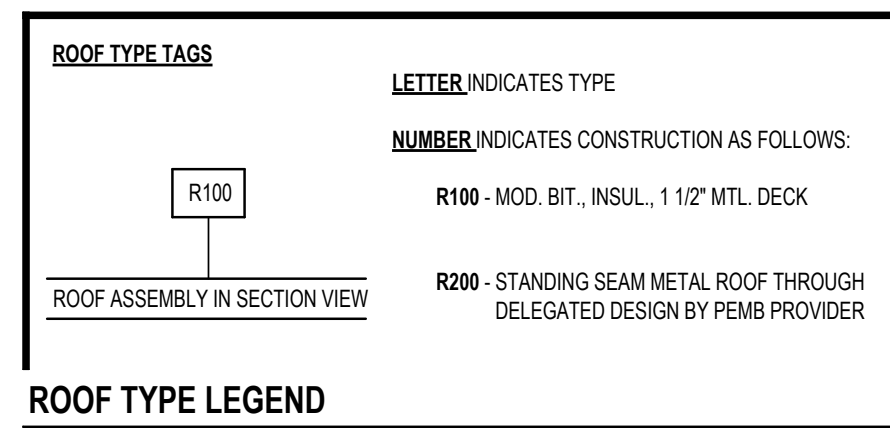 ROOF TYPE TAGS
LETTER INDICATES TYPE
NUMBER INDICATES CONSTRUCTION AS FOLLOWS:
R100
R100 - MOD. BIT., INSUL., 1 1/2" MTL. DECK
ROOF ASSEMBLY IN SECTION VIEW
R200 - STANDING SEAM METAL ROOF THROUGH
DELEGATED DESIGN BY PEMB PROVIDER
ROOF TYPE LEGEND